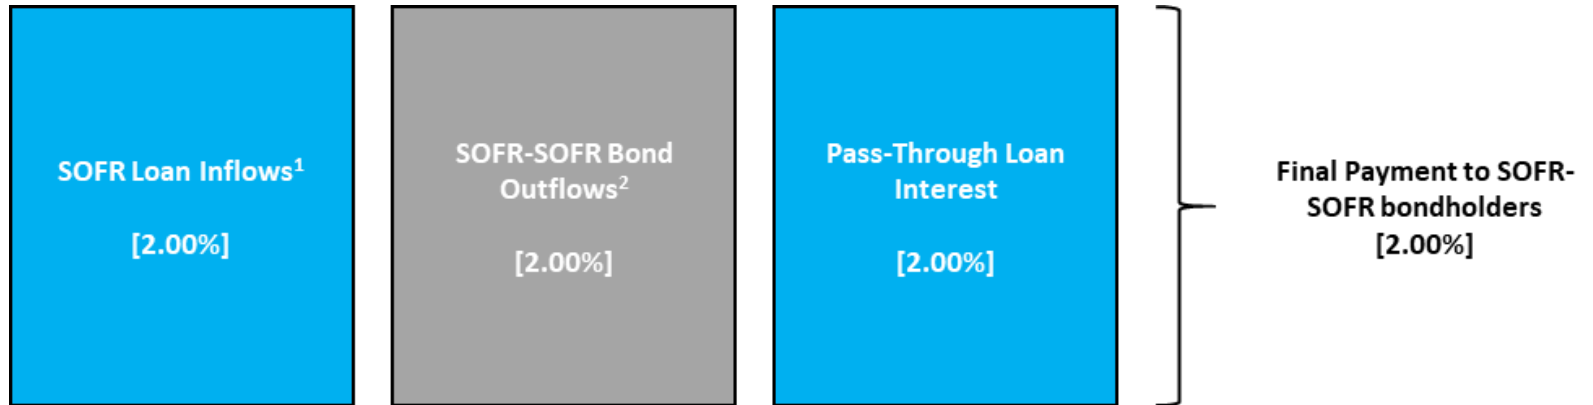 SOFR Loan Inflows¹
[2.00%]
SOFR-SOFR Bond
Outflows²
[2.00%]
Pass-Through Loan
Interest
[2.00%]
Final Payment to SOFR-
SOFR bondholders
[2.00%]